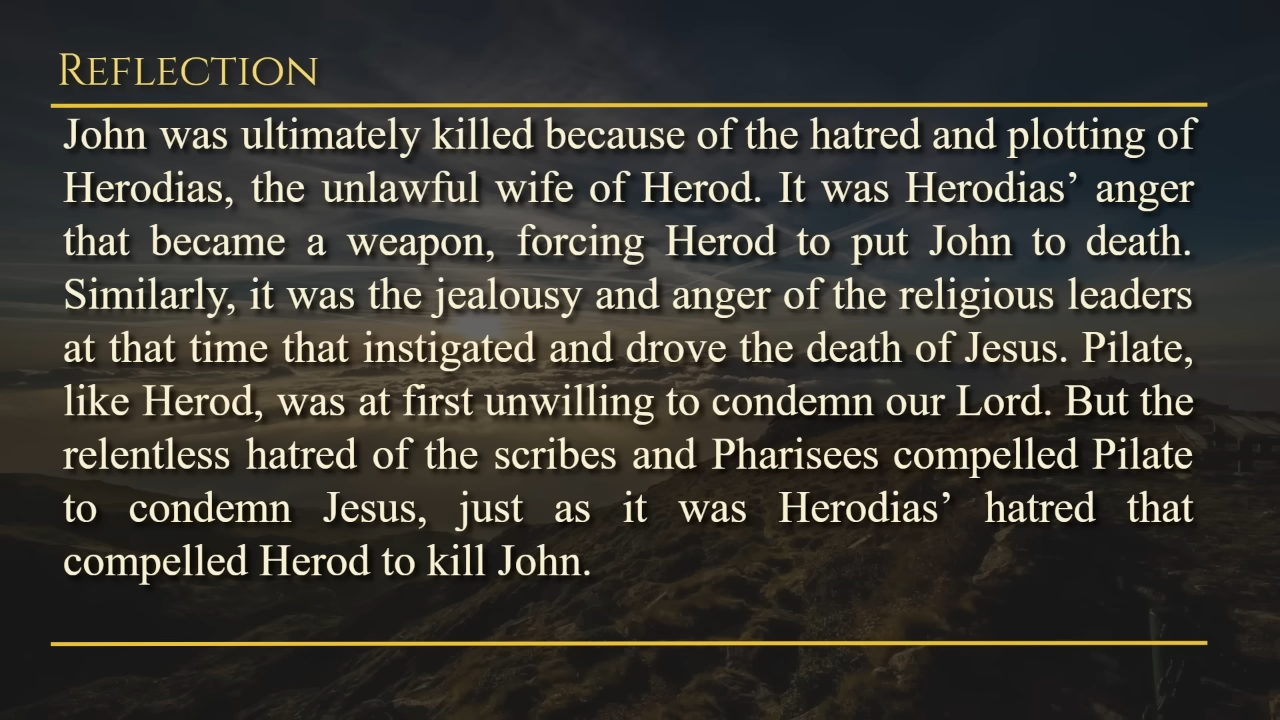 Reflection
John was ultimately killed because of the hatred and plotting of
Herodias, the unlawful wife of Herod. It was Herodias’ anger
that became a weapon, forcing Herod to put John to death.
Similarly, it was the jealousy and anger of the religious leaders
at that time that instigated and drove the death of Jesus. Pilate,
like Herod, was at first unwilling to condemn our Lord. But the
relentless hatred of the scribes and Pharisees compelled Pilate
to condemn Jesus, just as it was Herodias’ hatred that
compelled Herod to kill John.